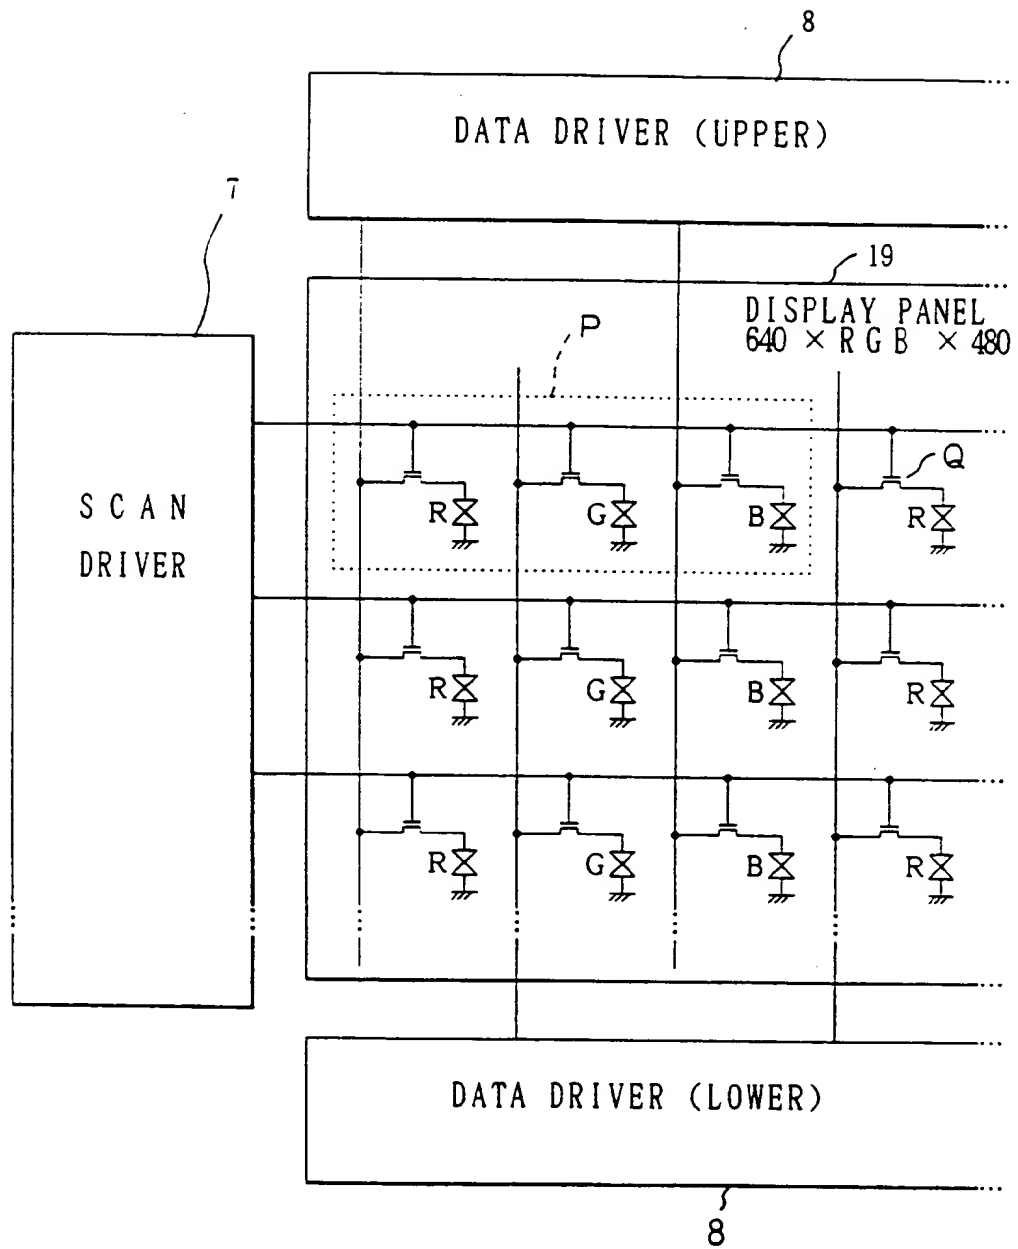 8
DATA DRIVER (UPPER)
7
19
DISPLAY PANEL
640 × RGB × 480
P
Q
SCAN
DRIVER
R G B R
R G B R
R G B R
DATA DRIVER (LOWER)
8